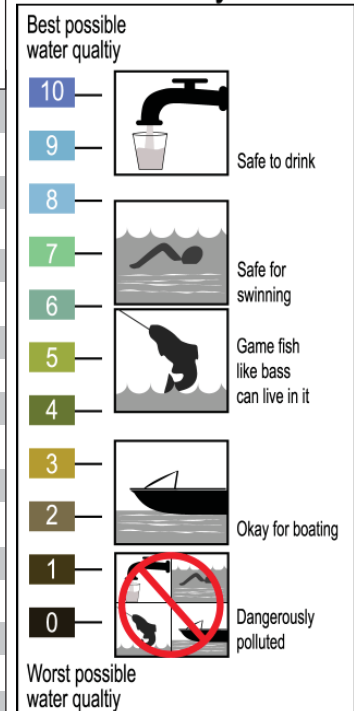 Best possible
water qualtiy
10
9
Safe to drink
8
7
Safe for
swinning
6
5
Game fish
like bass
can live in it
4
3
2
Okay for boating
1
0
Dangerously
polluted
Worst possible
water qualtiy